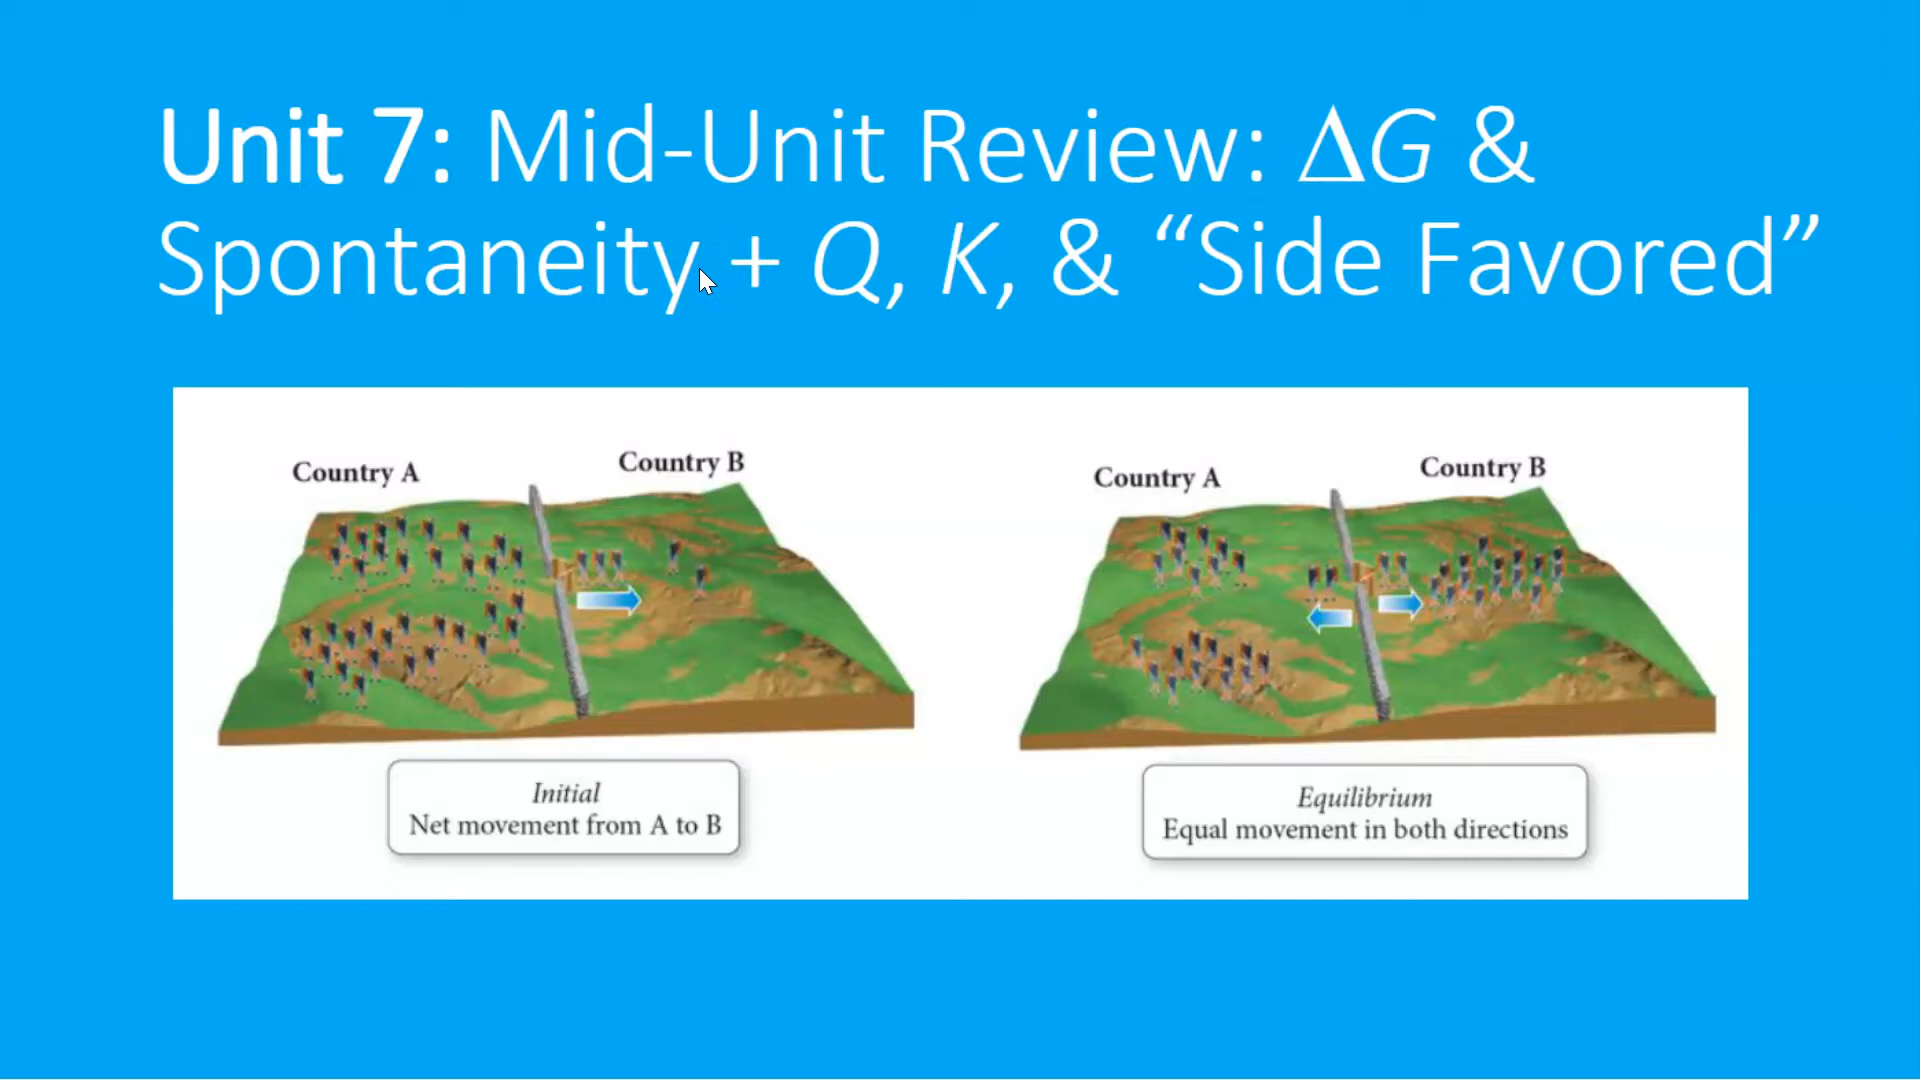 Unit 7: Mid-Unit Review: ΔG &
Spontaneity + Q, K, & “Side Favored”
Country A
Country B
Initial
Net movement from A to B
Country A
Country B
Equilibrium
Equal movement in both directions